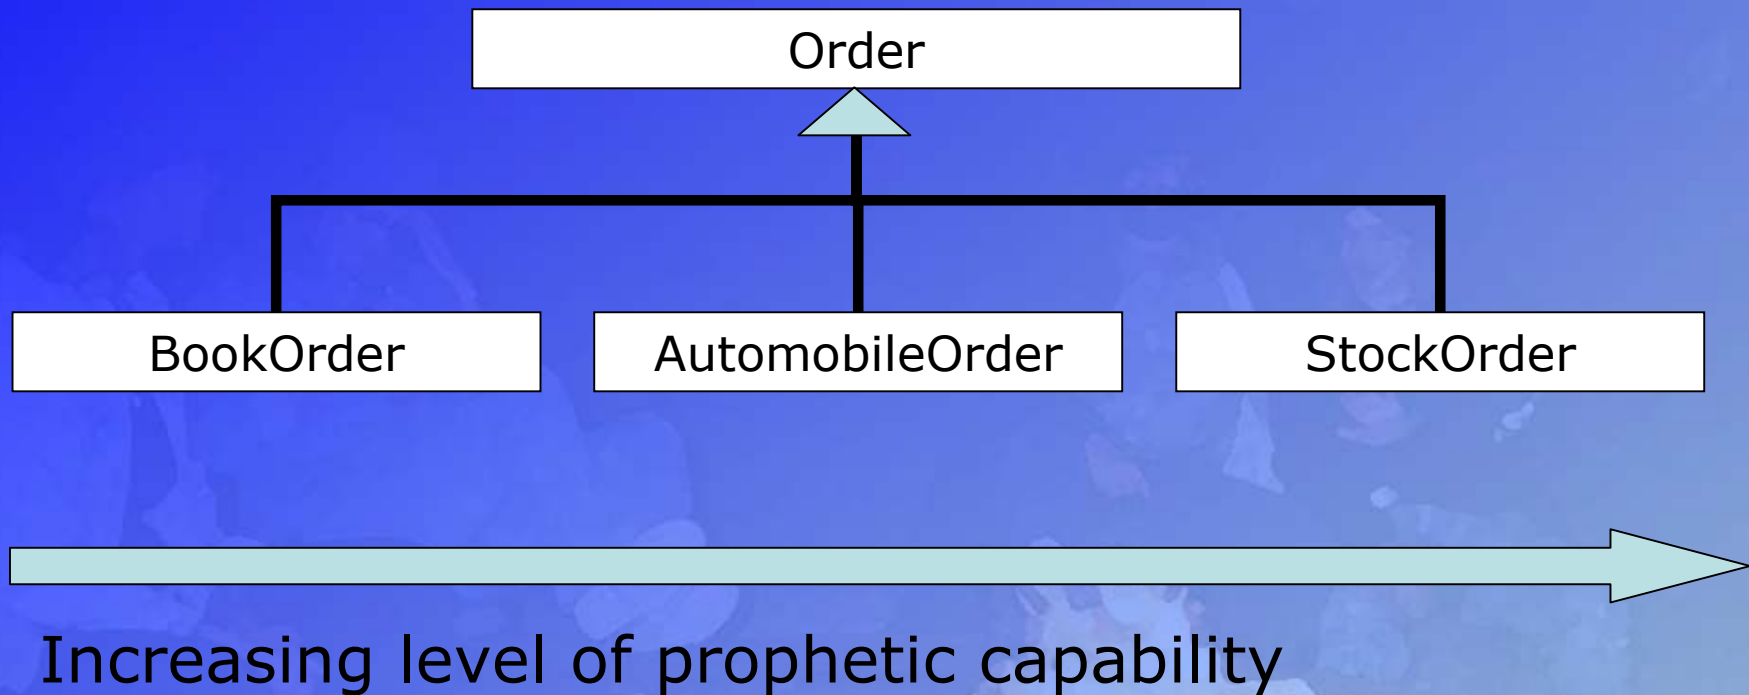 Order
BookOrder
AutomobileOrder
StockOrder
Increasing level of prophetic capability